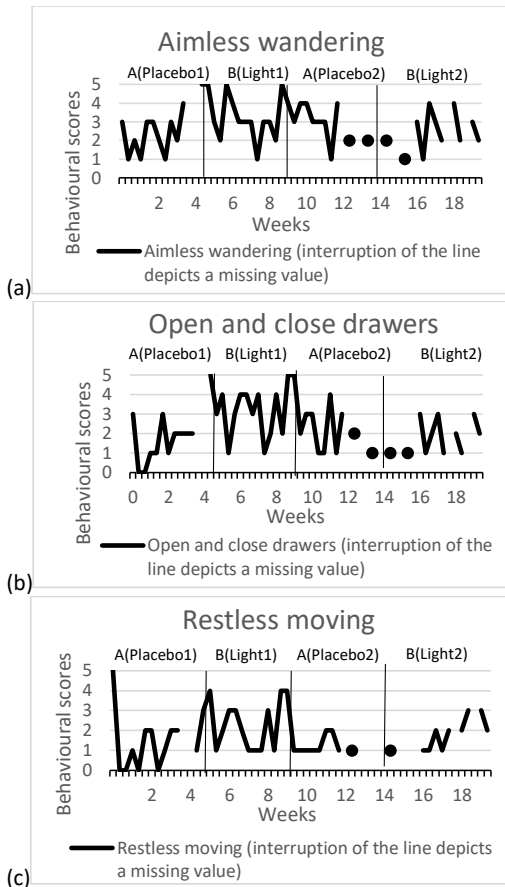 Aimless wandering
A(Placebo1) B(Light1) A(Placebo2) B(Light2)
Behavioural scores
5
4
3
2
1
0
2 4 6 8 10 12 14 16 18
Weeks
Aimless wandering (interruption of the line
depicts a missing value)
(a)
Open and close drawers
A(Placebo1) B(Light1) A(Placebo2) B(Light2)
Behavioural scores
5
4
3
2
1
0
0 2 4 6 8 10 12 14 16 18
Weeks
Open and close drawers (interruption of the
line depicts a missing value)
(b)
Restless moving
A(Placebo1) B(Light1) A(Placebo2) B(Light2)
Behavioural scores
5
4
3
2
1
0
2 4 6 8 10 12 14 16 18
Weeks
Restless moving (interruption of the line depicts
a missing value)
(c)